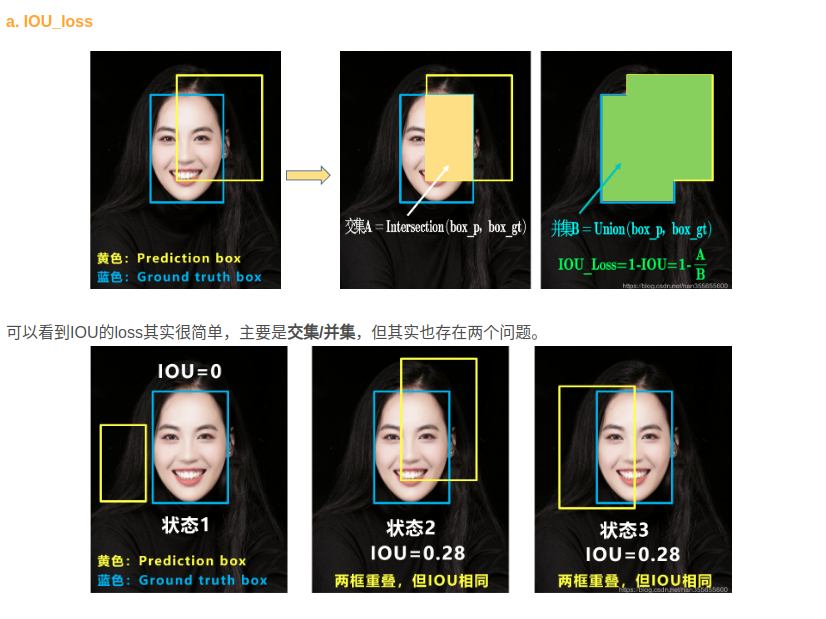 a. IOU_loss
黄色：Prediction box
蓝色：Ground truth box
交集A=Intersection(box_p, box_gt)
并集B=Union(box_p, box_gt)
IOU_Loss=1-IOU=1-A/B
https://blog.csdn.net/nan355655600
可以看到IOU的loss其实很简单，主要是交集/并集，但其实也存在两个问题。
IOU=0
状态1
黄色：Prediction box
蓝色：Ground truth box
状态2
IOU=0.28
两框重叠，但IOU相同
状态3
IOU=0.28
两框重叠，但IOU相同
https://blog.csdn.net/nan355655600